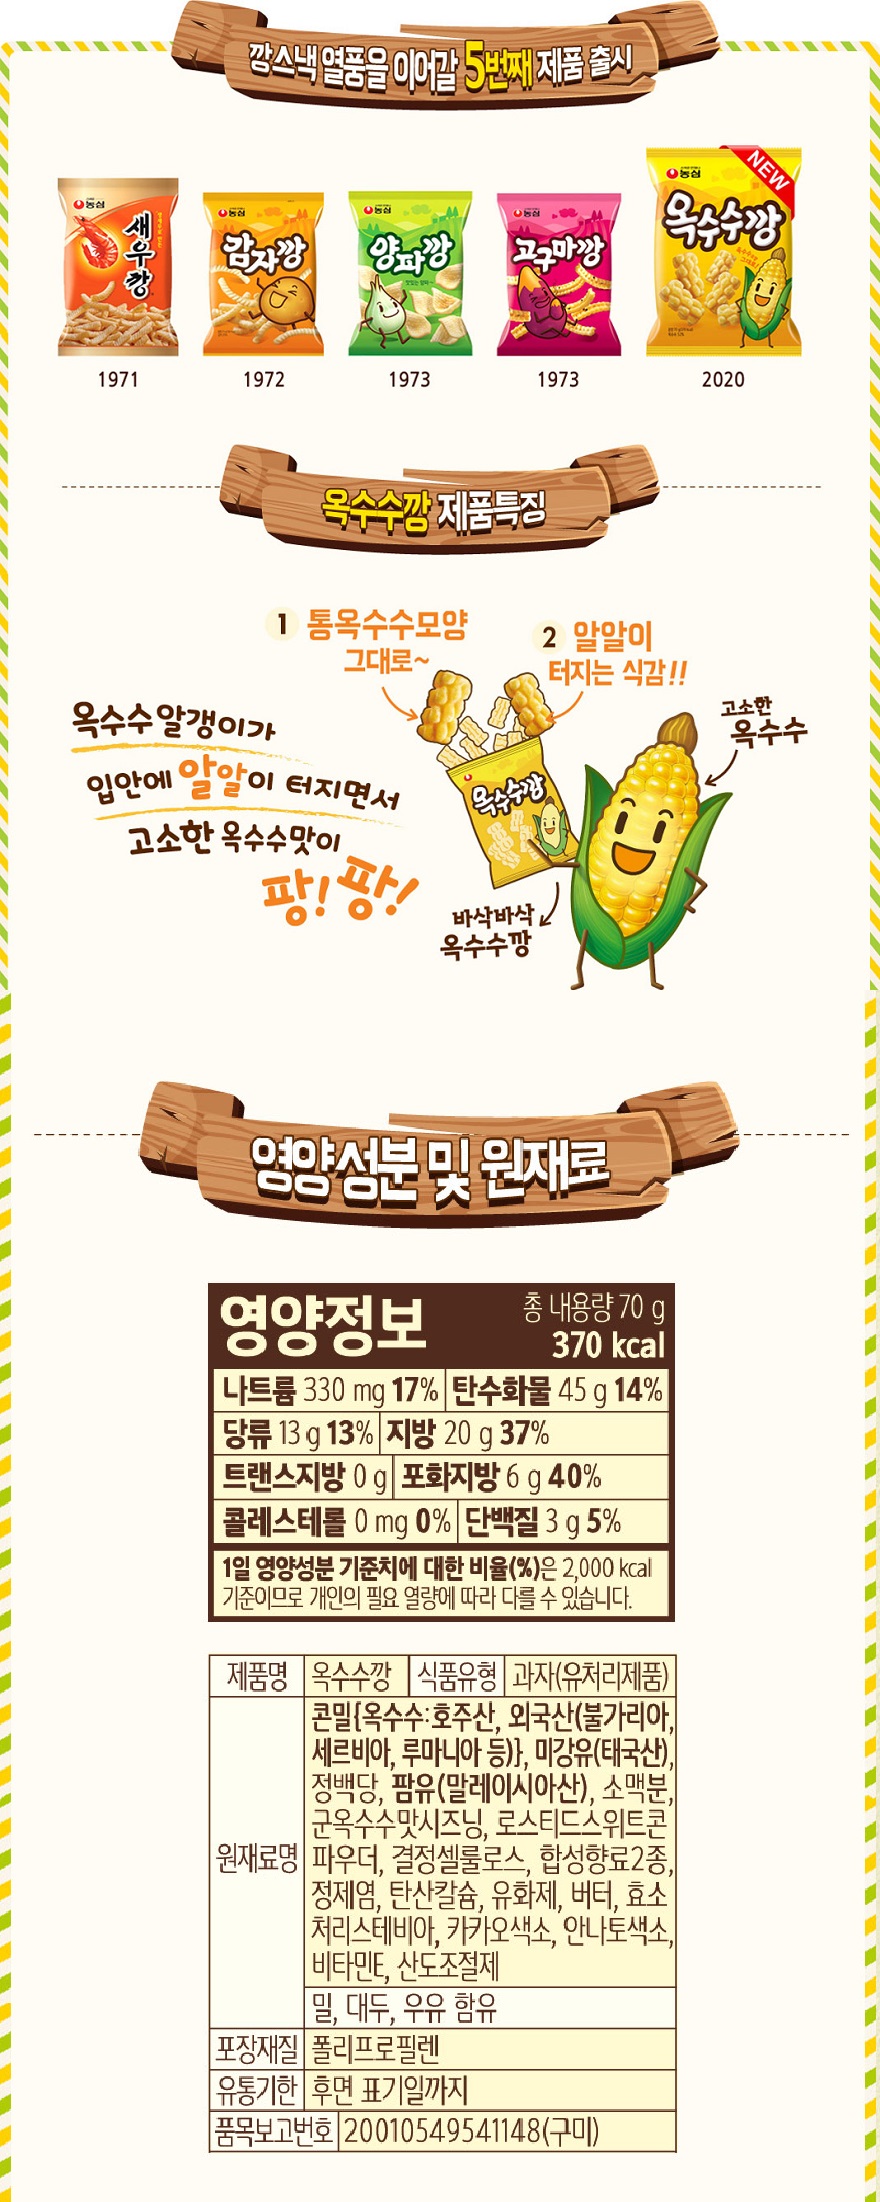 깡스낵 열풍을 이어갈 5번째 제품 출시
농심
새우깡
농심
감자깡
농심
양파깡
농심
고구마깡
NEW
농심
옥수수깡
1971
1972
1973
1973
2020
옥수수깡 제품특징
1 통옥수수모양
그대로~
2 알알이
터지는 식감!!
고소한
옥수수
옥수수 알갱이가
입안에 알알이 터지면서
고소한 옥수수맛이
팡! 팡!
옥수수깡
바삭바삭
옥수수깡
영양성분 및 원재료
영양정보
총 내용량 70 g
370 kcal
나트륨 330 mg 17% 탄수화물 45 g 14%
당류 13 g 13% 지방 20 g 37%
트랜스지방 0 g 포화지방 6 g 40%
콜레스테롤 0 mg 0% 단백질 3 g 5%
1일 영양성분 기준치에 대한 비율(%)은 2,000 kcal
기준이므로 개인의 필요 열량에 따라 다를 수 있습니다.
제품명 옥수수깡 식품유형 과자(유처리제품)
원재료명
콘밀{옥수수:호주산, 외국산(불가리아,
세르비아, 루마니아 등)}, 미강유(태국산),
정백당, 팜유(말레이시아산), 소맥분,
군옥수수맛시즈닝, 로스티드스위트콘
파우더, 결정셀룰로스, 합성향료2종,
정제염, 탄산칼슘, 유화제, 버터, 효소
처리스테비아, 카카오색소, 안나토색소,
비타민E, 산도조절제
밀, 대두, 우유 함유
포장재질 폴리프로필렌
유통기한 후면 표기일까지
품목보고번호 20010549541148(구미)